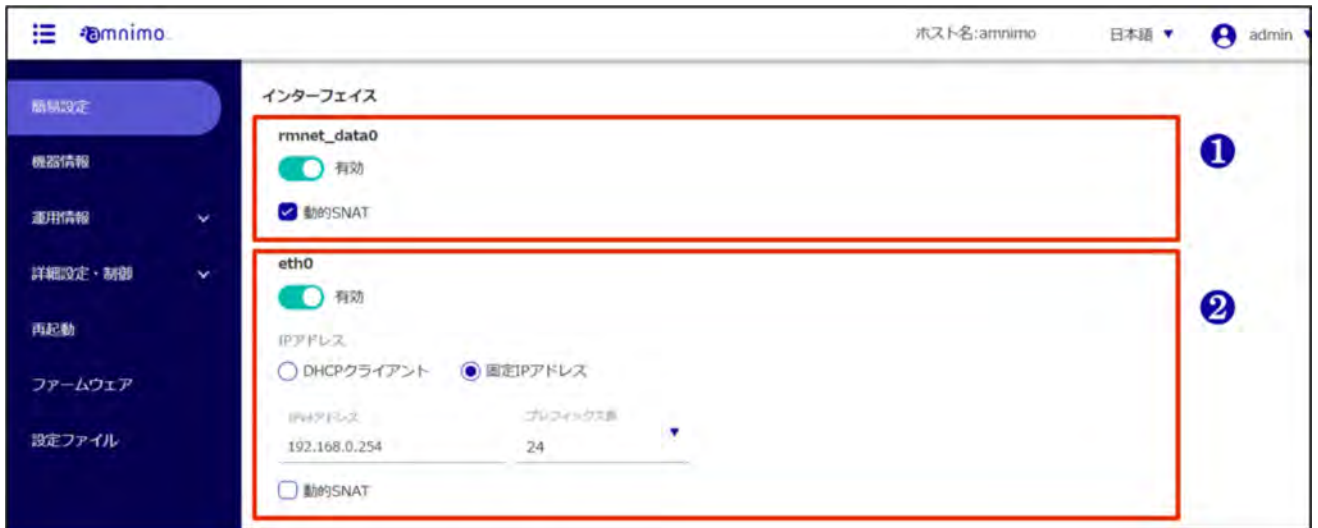 amnimo
ホスト名:amnimo
日本語
admin
簡易設定
機器情報
運用情報
詳細設定・制御
再起動
ファームウェア
設定ファイル
インターフェイス
rmnet_data0
有効
動的SNAT
1
eth0
有効
2
IPアドレス
DHCPクライアント
固定IPアドレス
IPv4アドレス
プレフィックス長
192.168.0.254
24
動的SNAT